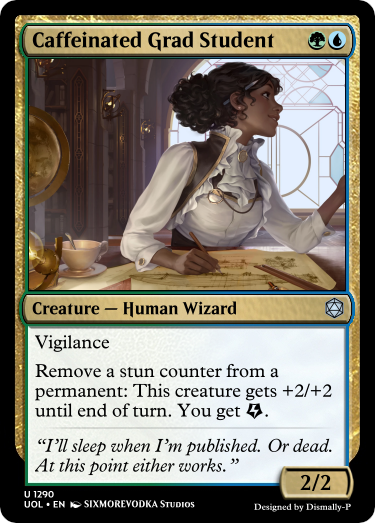 Caffeinated Grad Student
Creature — Human Wizard
Vigilance
Remove a stun counter from a
permanent: This creature gets +2/+2
until end of turn. You get .
“I’ll sleep when I’m published. Or dead.
At this point either works.”
2/2
U 1290
UOL • EN SIXMOREVODKA STUDIOS
Designed by Dismally-P